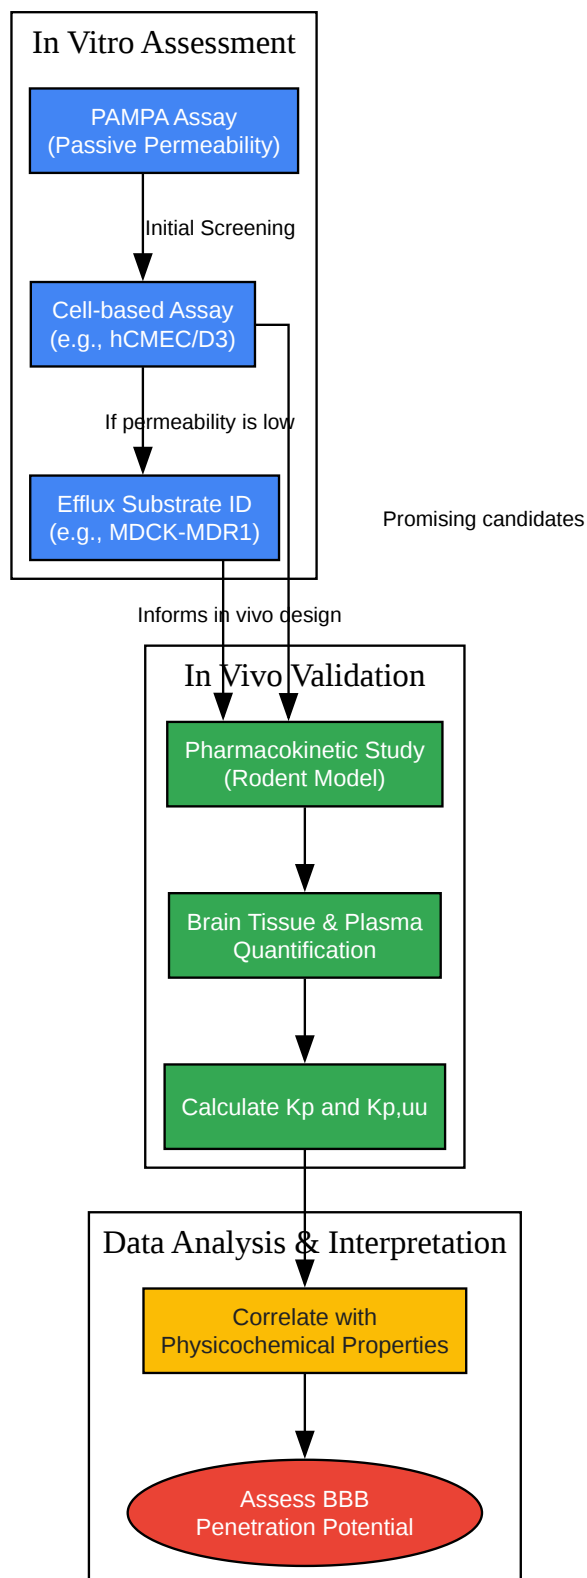 In Vitro Assessment
PAMPA Assay
(Passive Permeability)
Initial Screening
Cell-based Assay
(e.g., hCMEC/D3)
If permeability is low
Efflux Substrate ID
(e.g., MDCK-MDR1)
Promising candidates
Informs in vivo design
In Vivo Validation
Pharmacokinetic Study
(Rodent Model)
Brain Tissue & Plasma
Quantification
Calculate Kp and Kp,uu
Data Analysis & Interpretation
Correlate with
Physicochemical Properties
Assess BBB
Penetration Potential